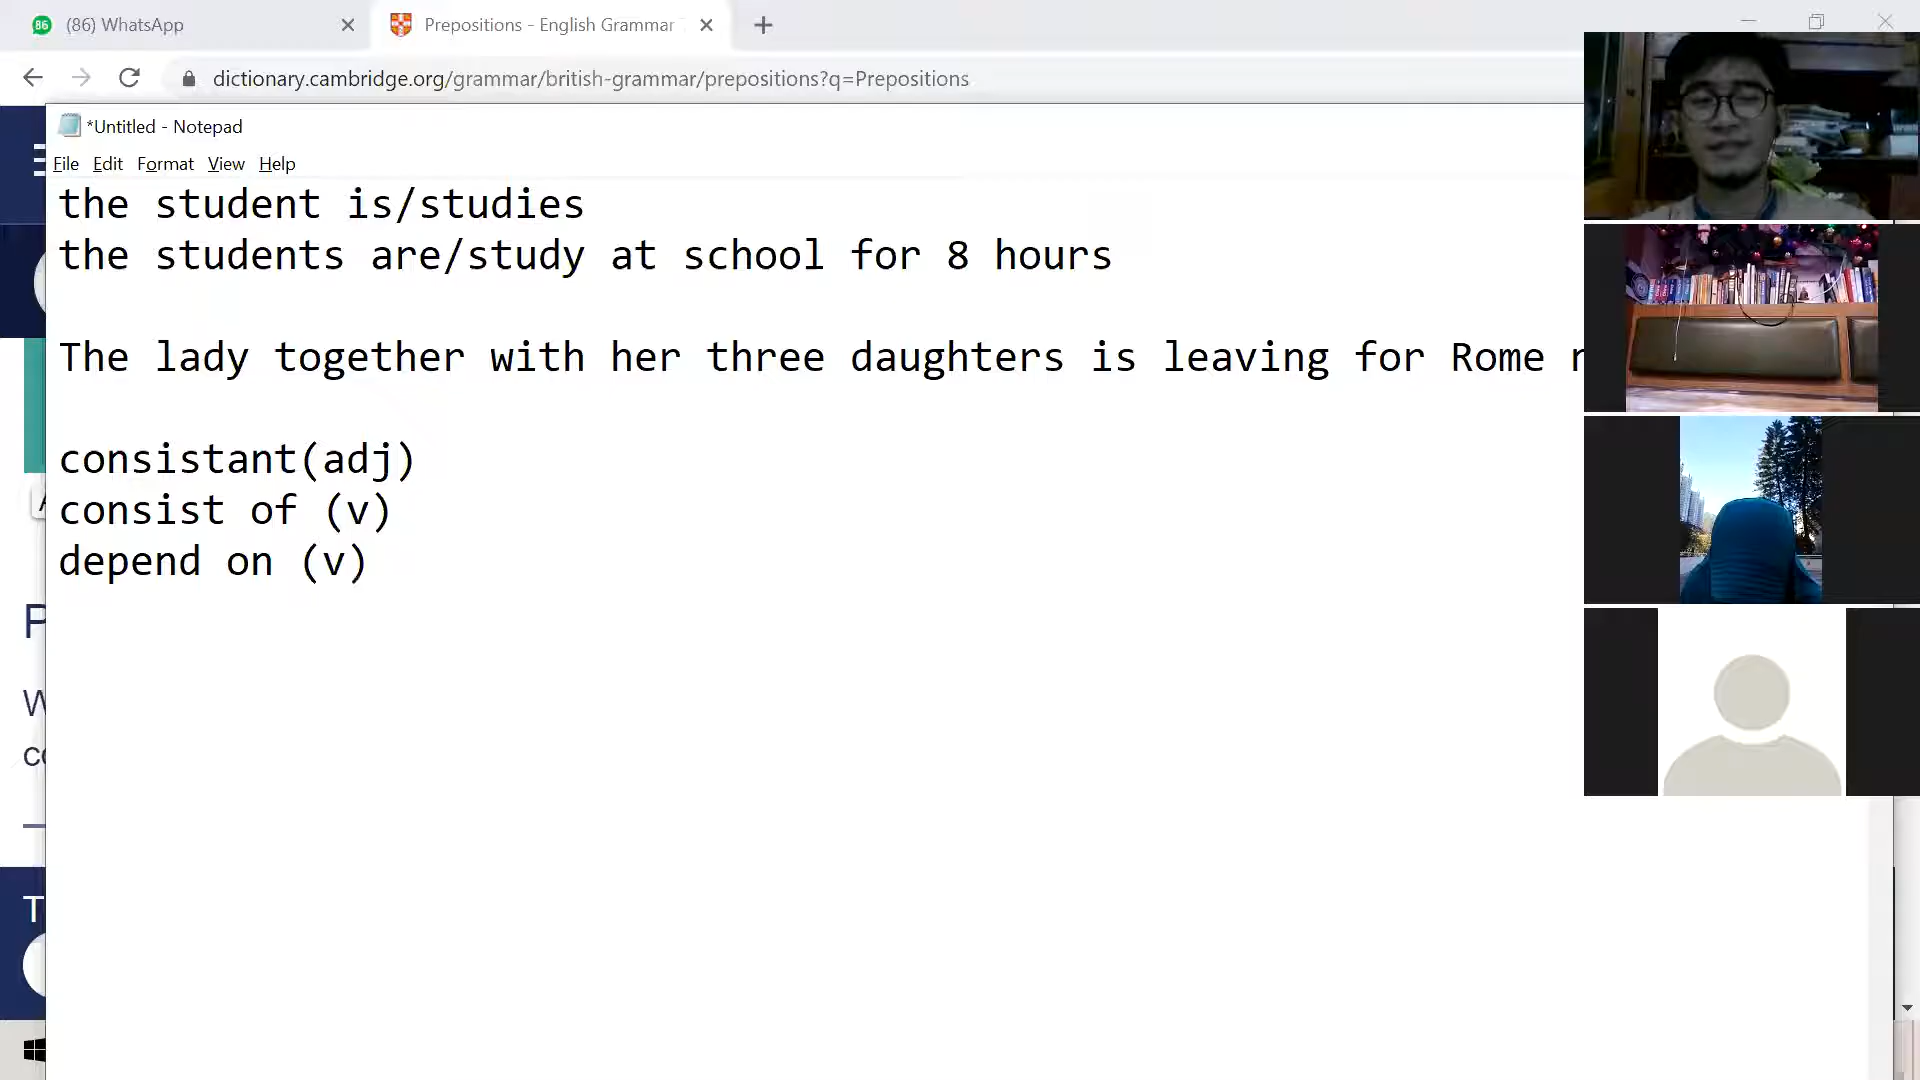 (86) WhatsApp
Prepositions - English Grammar
dictionary.cambridge.org/grammar/british-grammar/prepositions?q=Prepositions
*Untitled - Notepad
File Edit Format View Help
the student is/studies
the students are/study at school for 8 hours
The lady together with her three daughters is leaving for Rome
consistant(adj)
consist of (v)
depend on (v)